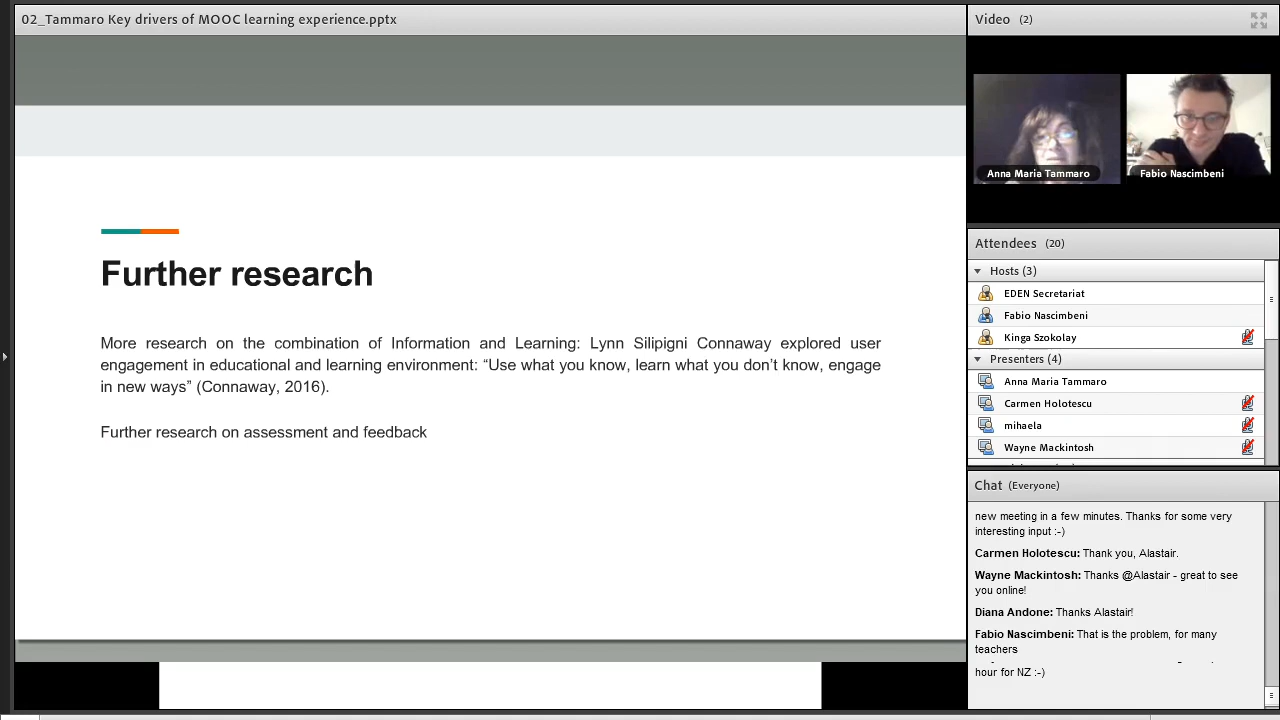 02_Tammaro Key drivers of MOOC learning experience.pptx
Further research
More research on the combination of Information and Learning: Lynn Silipigni Connaway explored user
engagement in educational and learning environment: “Use what you know, learn what you don’t know, engage
in new ways” (Connaway, 2016).
Further research on assessment and feedback
Video (2)
Anna Maria Tammaro
Fabio Nascimbeni
Attendees (20)
Hosts (3)
EDEN Secretariat
Fabio Nascimbeni
Kinga Szokolay
Presenters (4)
Anna Maria Tammaro
Carmen Holotescu
mihaela
Wayne Mackintosh
Chat (Everyone)
new meeting in a few minutes. Thanks for some very
interesting input :-)
Carmen Holotescu: Thank you, Alastair.
Wayne Mackintosh: Thanks @Alastair - great to see
you online!
Diana Andone: Thanks Alastair!
Fabio Nascimbeni: That is the problem, for many
teachers
hour for NZ :-)